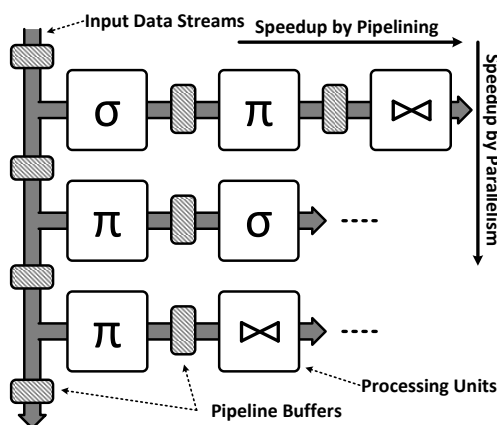 Input Data Streams
Speedup by Pipelining
Speedup by Parallelism
σ π ⋈
π σ
π ⋈
Processing Units
Pipeline Buffers